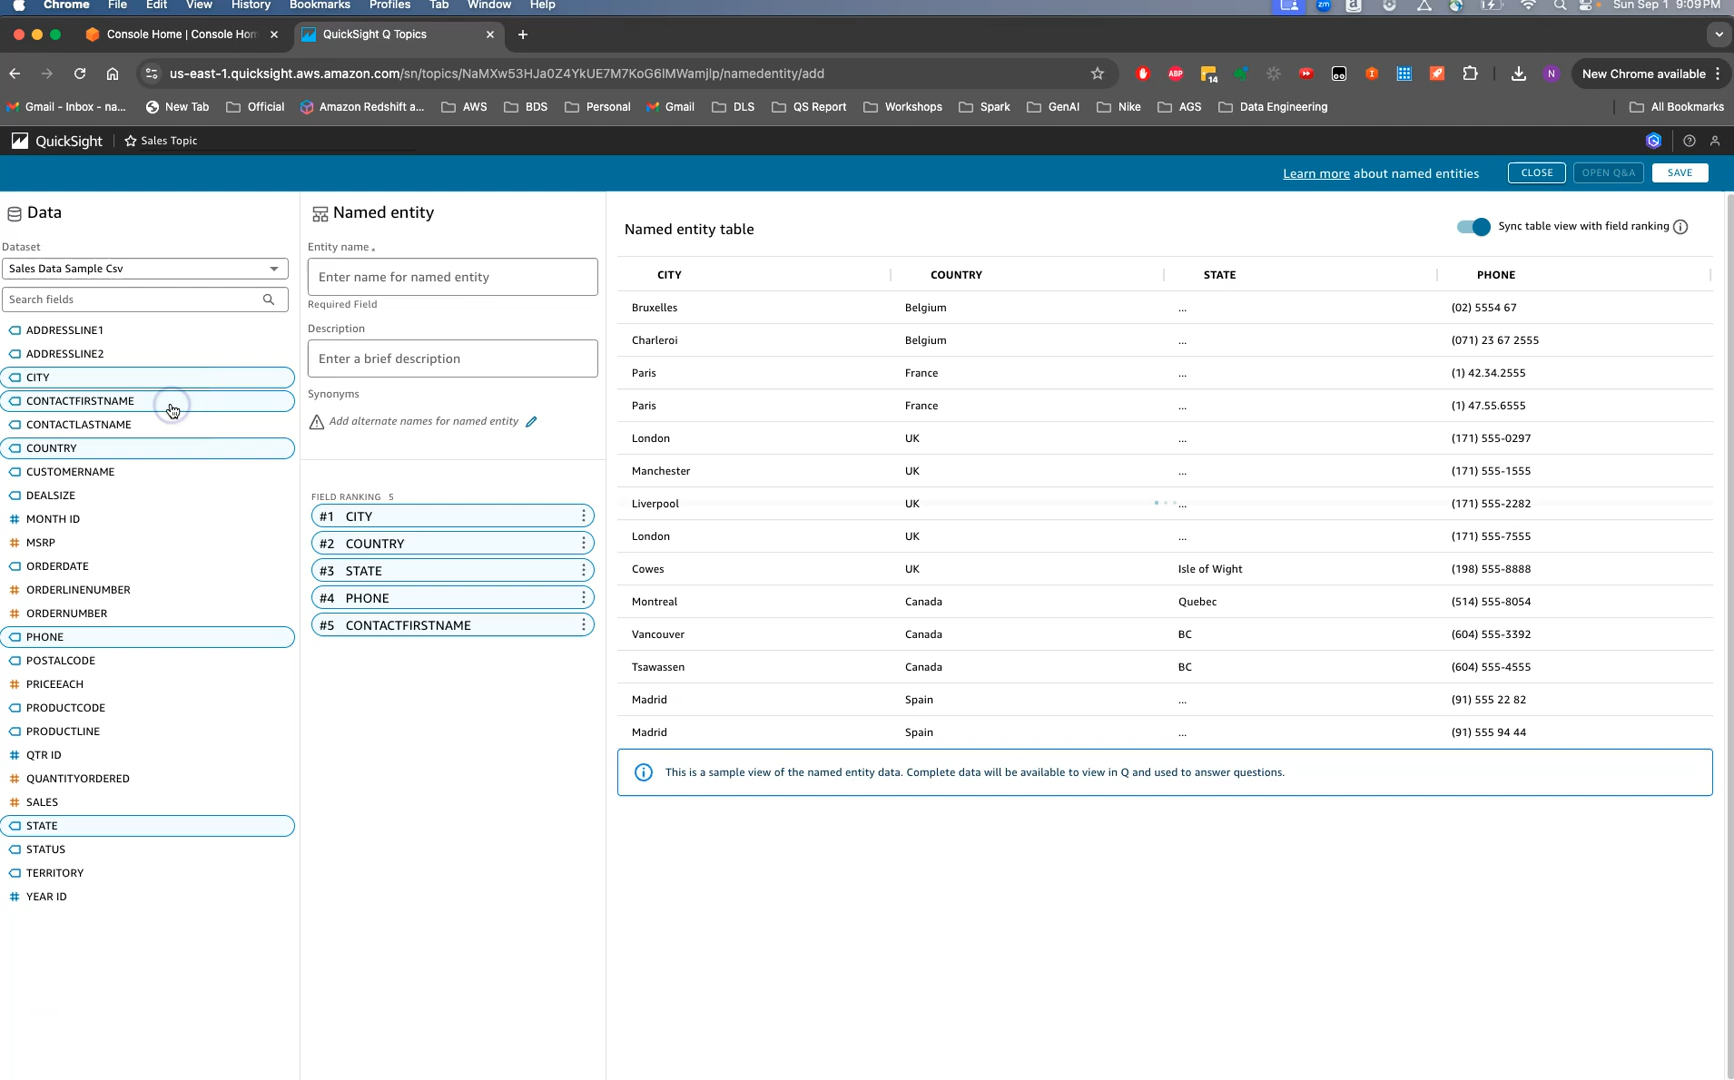 Chrome File Edit View History Bookmarks Profiles Tab Window Help zm a Sun Sep 1 9:09 PM
Console Home | Console Hom QuickSight Q Topics
us-east-1.quicksight.aws.amazon.com/sn/topics/NaMXw53HJa0Z4YkUE7M7KoG6lMWamjlp/namedentity/add ABP 14 N New Chrome available
Gmail - Inbox - na... New Tab Official Amazon Redshift a... AWS BDS Personal Gmail DLS QS Report Workshops Spark GenAI Nike AGS Data Engineering All Bookmarks
QuickSight Sales Topic
Learn more about named entities CLOSE OPEN Q&A SAVE
Data
Dataset
Sales Data Sample Csv
Search fields
ADDRESSLINE1
ADDRESSLINE2
CITY
CONTACTFIRSTNAME
CONTACTLASTNAME
COUNTRY
CUSTOMERNAME
DEALSIZE
MONTH ID
MSRP
ORDERDATE
ORDERLINENUMBER
ORDERNUMBER
PHONE
POSTALCODE
PRICEEACH
PRODUCTCODE
PRODUCTLINE
QTR ID
QUANTITYORDERED
SALES
STATE
STATUS
TERRITORY
YEAR ID
Named entity
Entity name
Enter name for named entity
Required Field
Description
Enter a brief description
Synonyms
Add alternate names for named entity
FIELD RANKING 5
#1 CITY
#2 COUNTRY
#3 STATE
#4 PHONE
#5 CONTACTFIRSTNAME
Named entity table Sync table view with field ranking
CITY COUNTRY STATE PHONE
Bruxelles Belgium ... (02) 5554 67
Charleroi Belgium ... (071) 23 67 2555
Paris France ... (1) 42.34.2555
Paris France ... (1) 47.55.6555
London UK ... (171) 555-0297
Manchester UK ... (171) 555-1555
Liverpool UK ... (171) 555-2282
London UK ... (171) 555-7555
Cowes UK Isle of Wight (198) 555-8888
Montreal Canada Quebec (514) 555-8054
Vancouver Canada BC (604) 555-3392
Tsawassen Canada BC (604) 555-4555
Madrid Spain ... (91) 555 22 82
Madrid Spain ... (91) 555 94 44
This is a sample view of the named entity data. Complete data will be available to view in Q and used to answer questions.